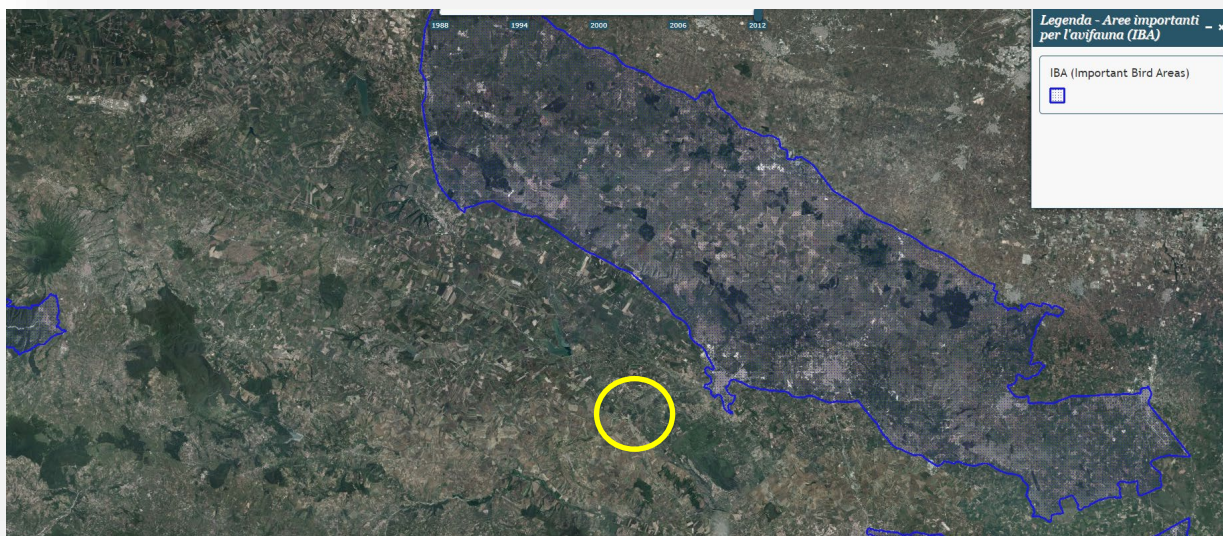 1988 1994 2000 2006 2012
Legenda - Aree importanti
per l'avifauna (IBA)
IBA (Important Bird Areas)